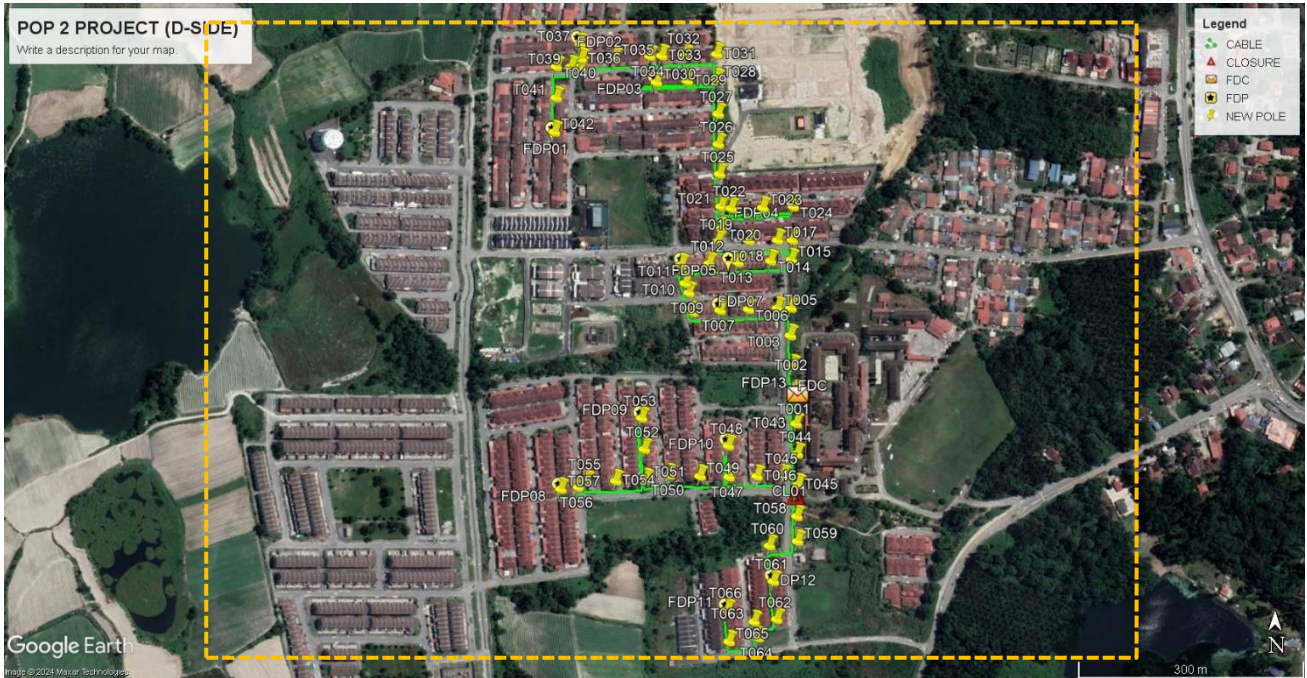 POP 2 PROJECT (D-SIDE)
Write a description for your map.
Legend
CABLE
CLOSURE
FDC
FDP
NEW POLE
T037
FDP02
T035
T032
T031
T039
T036
T033
T040
T034
T030
T029
T028
T041
FDP03
T027
T042
T026
FDP01
T025
T022
T021
T023
FDP04
T024
T019
T020
T017
T012
T015
T011
FDP05
T018
T014
T013
T010
FDP07
T005
T009
T006
T007
T003
T002
FDP13
FDC
T001
FDP09
T053
T043
T052
T048
T044
FDP10
T045
T055
T051
T049
T046
T057
T054
T045
FDP08
T050
T047
CL01
T056
T058
T060
T059
T061
DP12
T066
FDP11
T063
T062
T065
T064
Google Earth
Image © 2024 Maxar Technologies
N
300 m